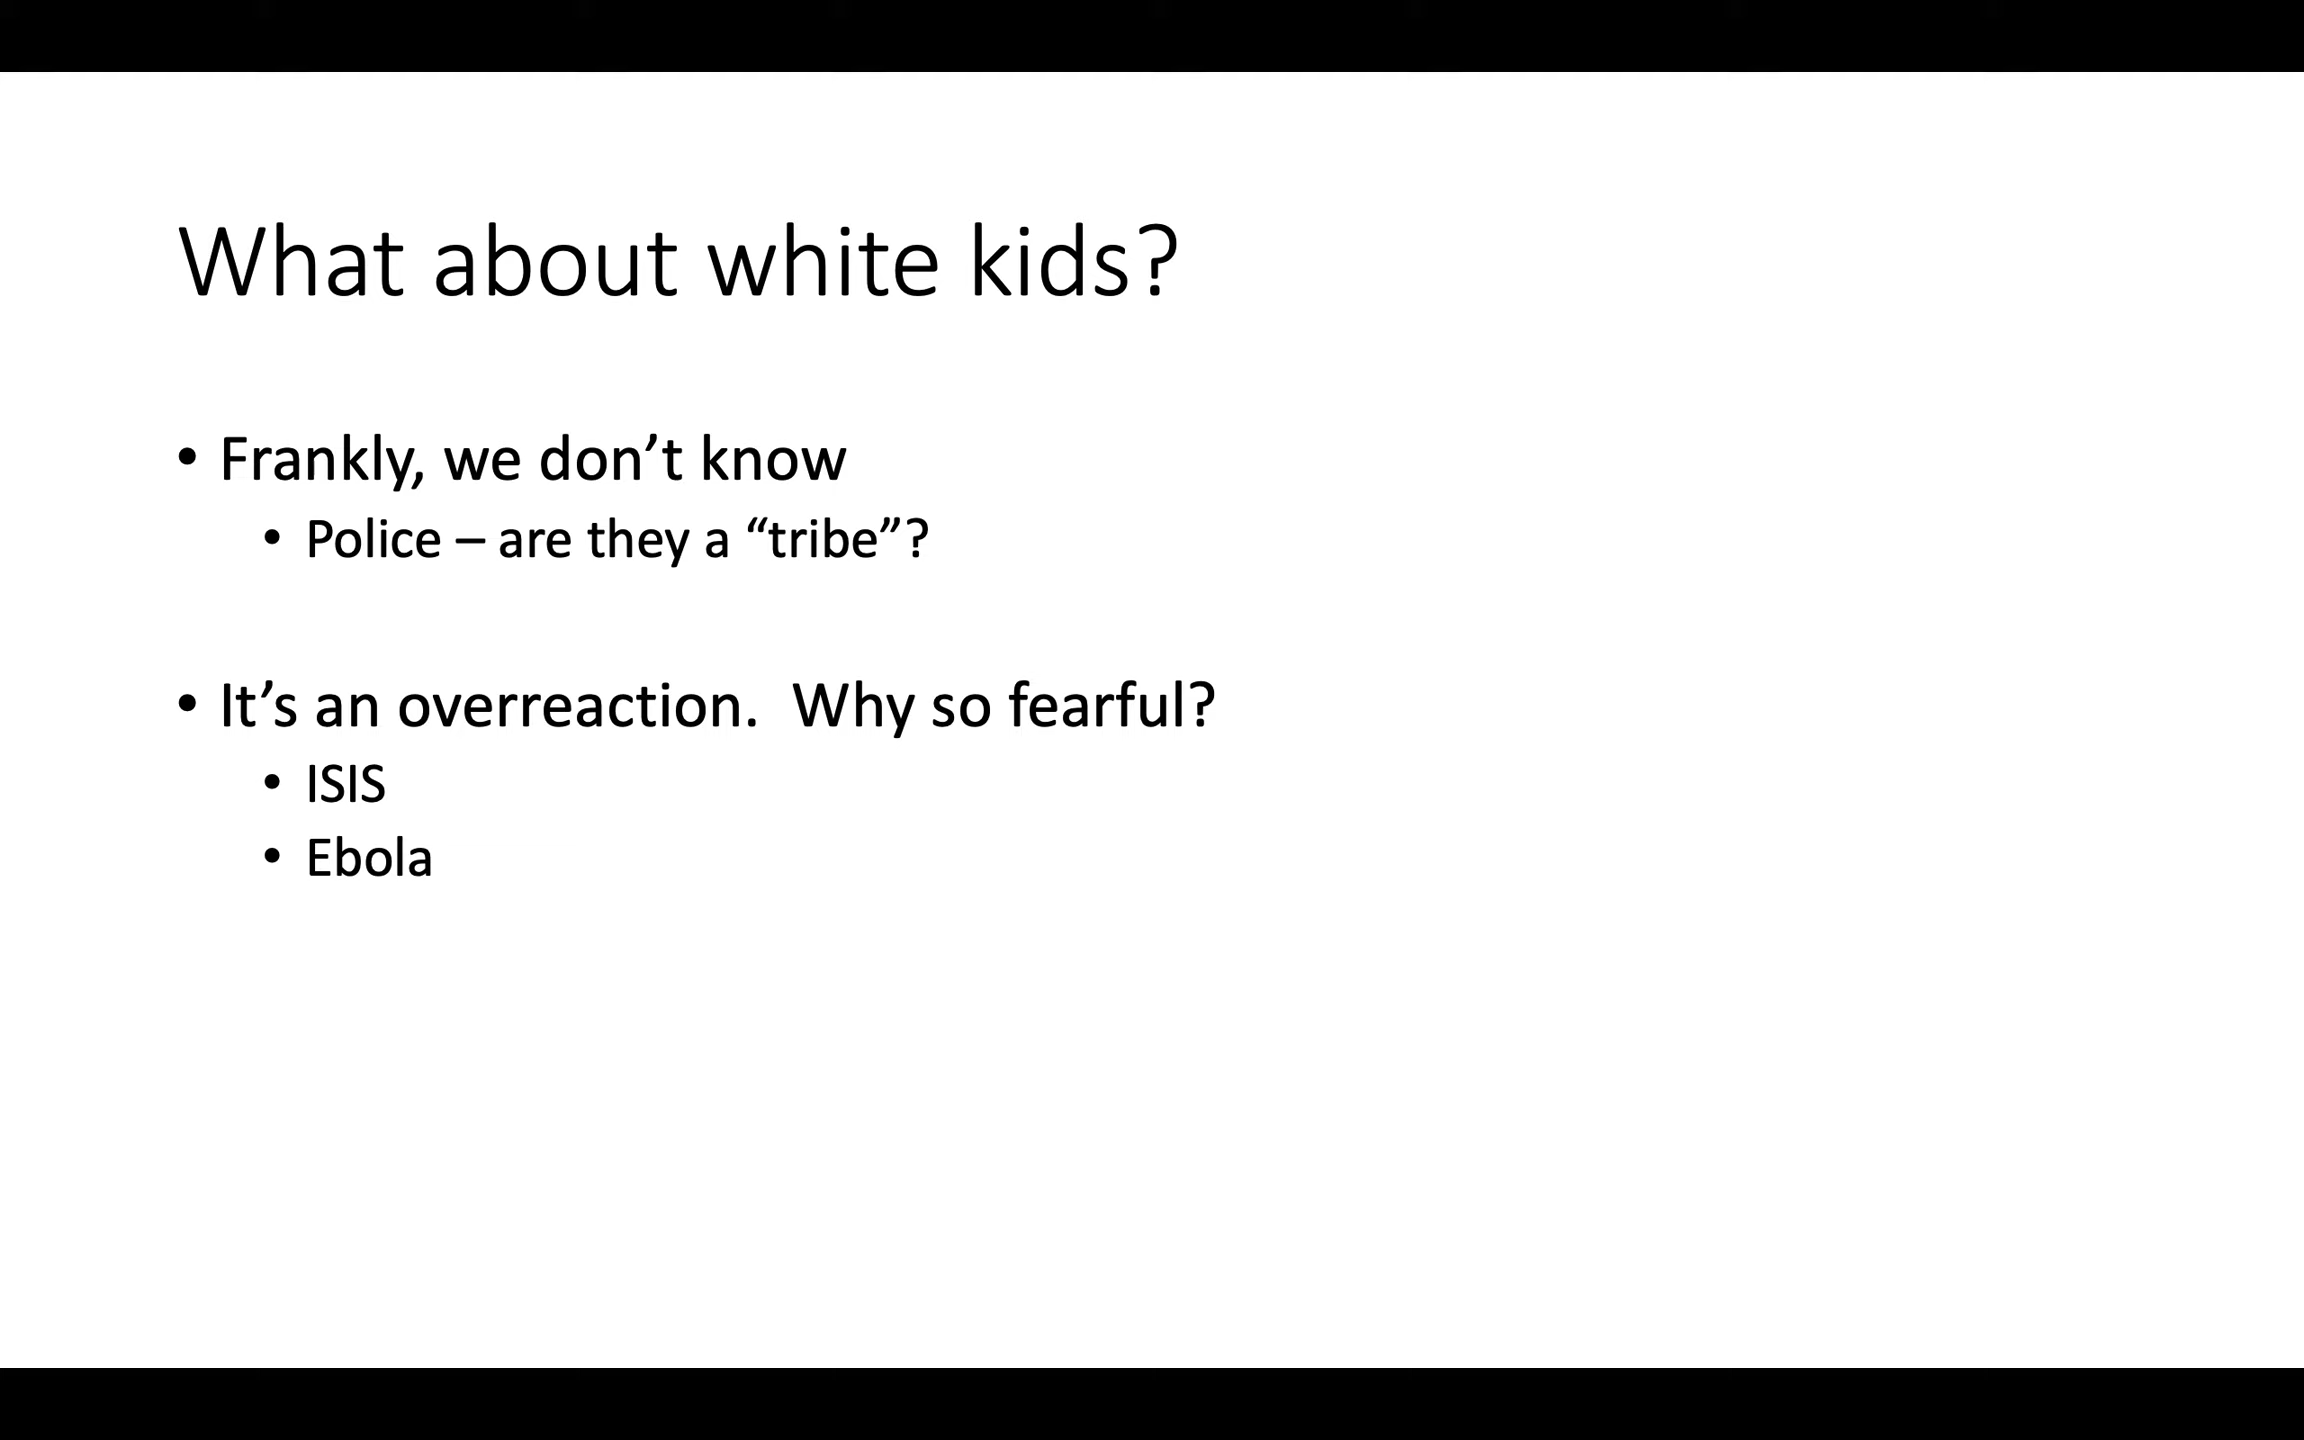 What about white kids?
• Frankly, we don’t know
• Police – are they a “tribe”?
• It’s an overreaction.  Why so fearful?
• ISIS
• Ebola